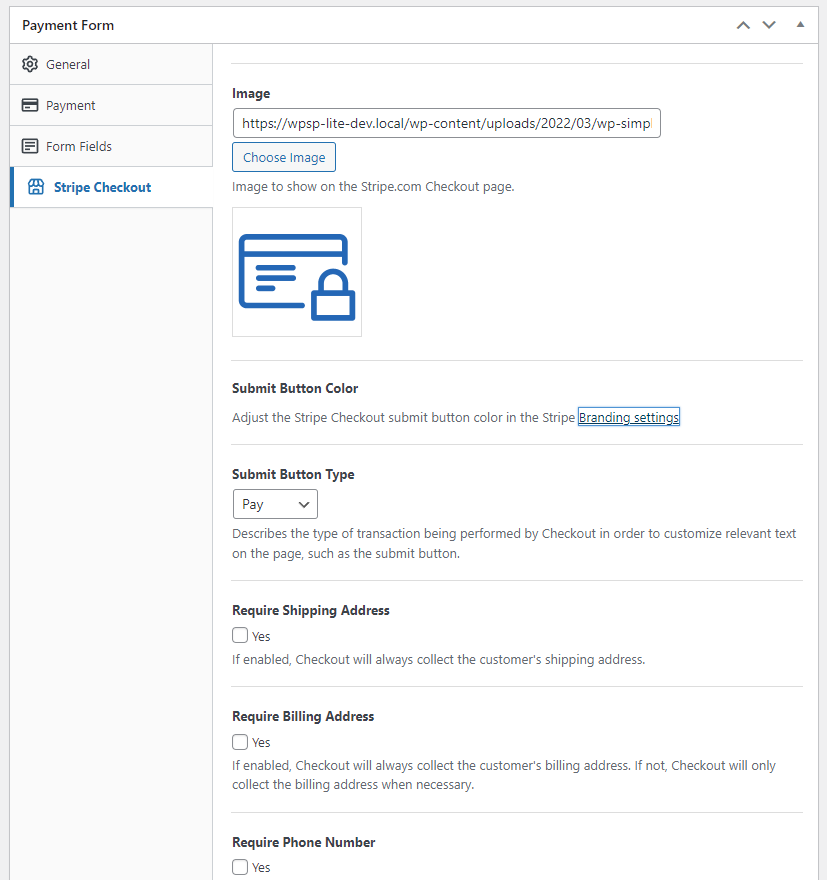 Payment Form
General
Payment
Form Fields
Stripe Checkout
Image
https://wpsp-lite-dev.local/wp-content/uploads/2022/03/wp-simpl
Choose Image
Image to show on the Stripe.com Checkout page.
Submit Button Color
Adjust the Stripe Checkout submit button color in the Stripe Branding settings
Submit Button Type
Pay
Describes the type of transaction being performed by Checkout in order to customize relevant text
on the page, such as the submit button.
Require Shipping Address
Yes
If enabled, Checkout will always collect the customer's shipping address.
Require Billing Address
Yes
If enabled, Checkout will always collect the customer's billing address. If not, Checkout will only
collect the billing address when necessary.
Require Phone Number
Yes